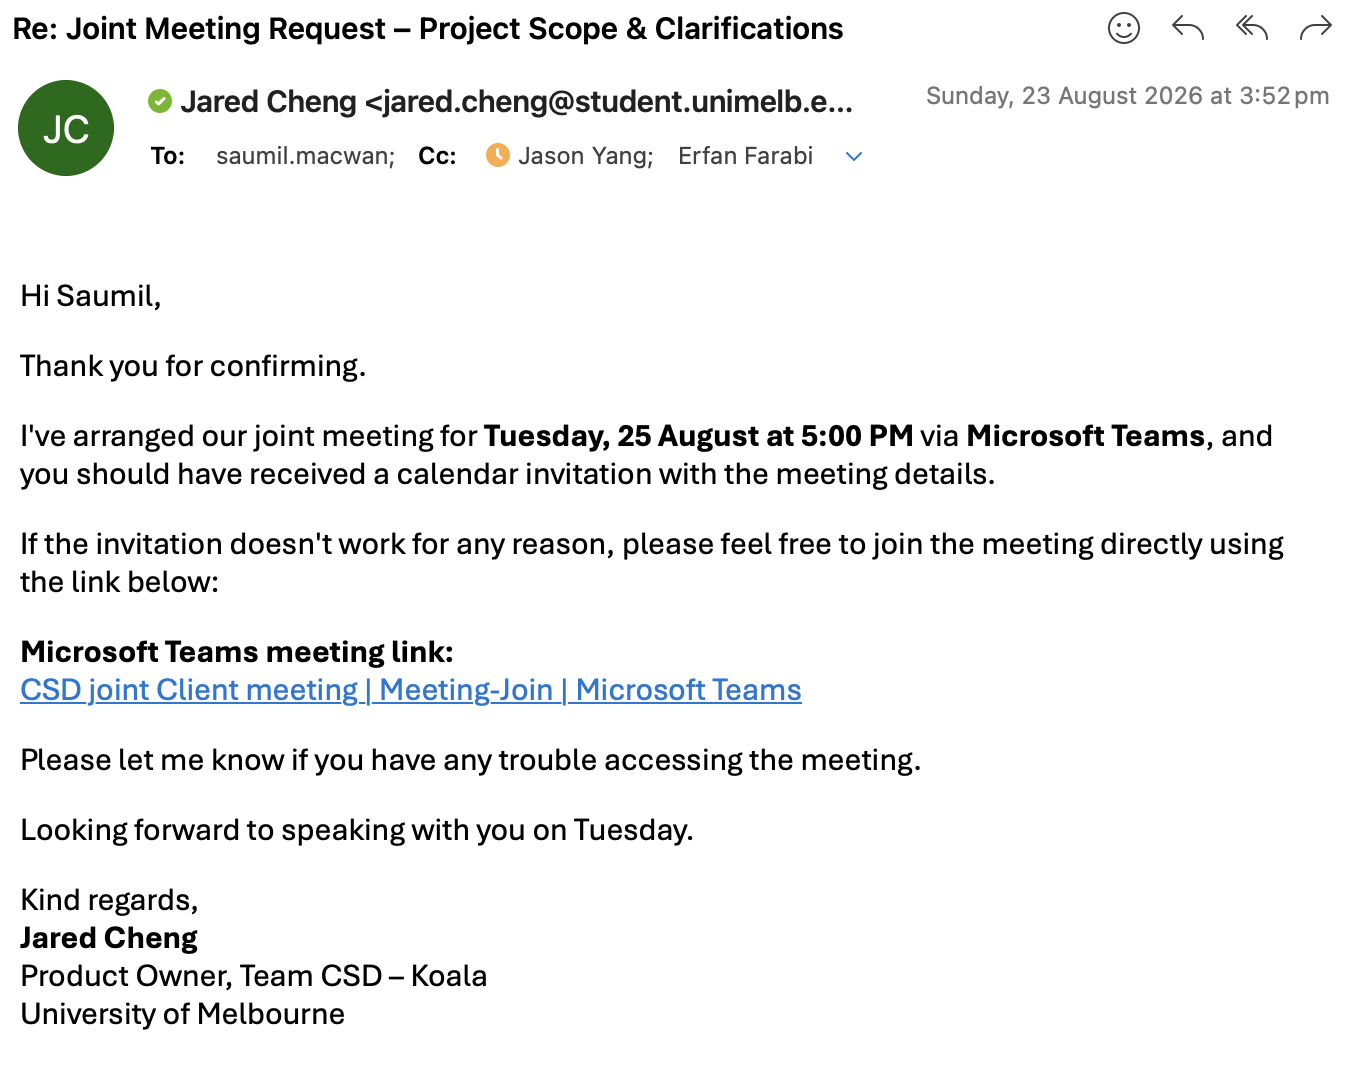 Re: Joint Meeting Request – Project Scope & Clarifications
JC
Jared Cheng <jared.cheng@student.unimelb.e...
Sunday, 23 August 2026 at 3:52 pm
To: saumil.macwan; Cc: Jason Yang; Erfan Farabi
Hi Saumil,
Thank you for confirming.
I've arranged our joint meeting for Tuesday, 25 August at 5:00 PM via Microsoft Teams, and
you should have received a calendar invitation with the meeting details.
If the invitation doesn't work for any reason, please feel free to join the meeting directly using
the link below:
Microsoft Teams meeting link:
CSD joint Client meeting | Meeting-Join | Microsoft Teams
Please let me know if you have any trouble accessing the meeting.
Looking forward to speaking with you on Tuesday.
Kind regards,
Jared Cheng
Product Owner, Team CSD – Koala
University of Melbourne